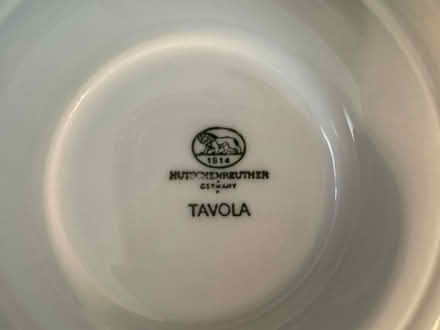 1814
HUTSCHENREUTHER
GERMANY
TAVOLA